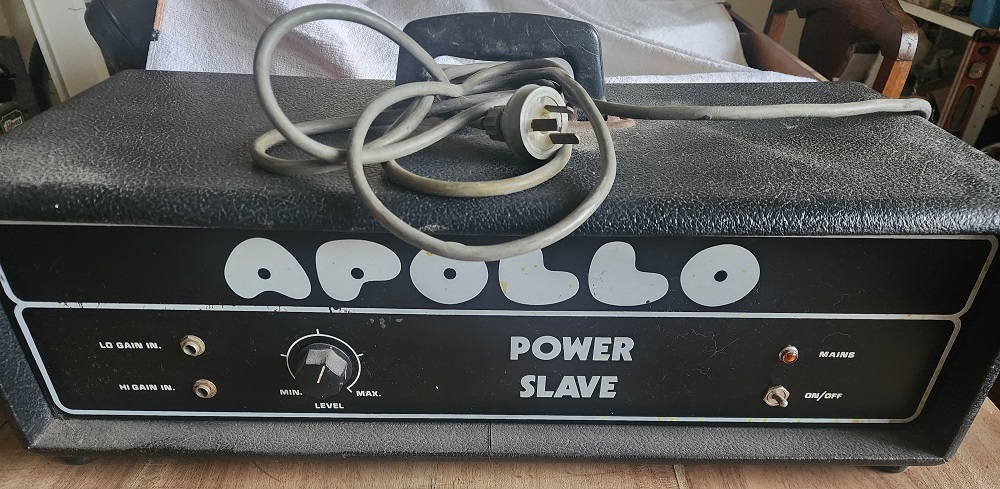 APOLLO
LO GAIN IN.
HI GAIN IN.
MIN.
MAX.
LEVEL
POWER
SLAVE
MAINS
ON/OFF